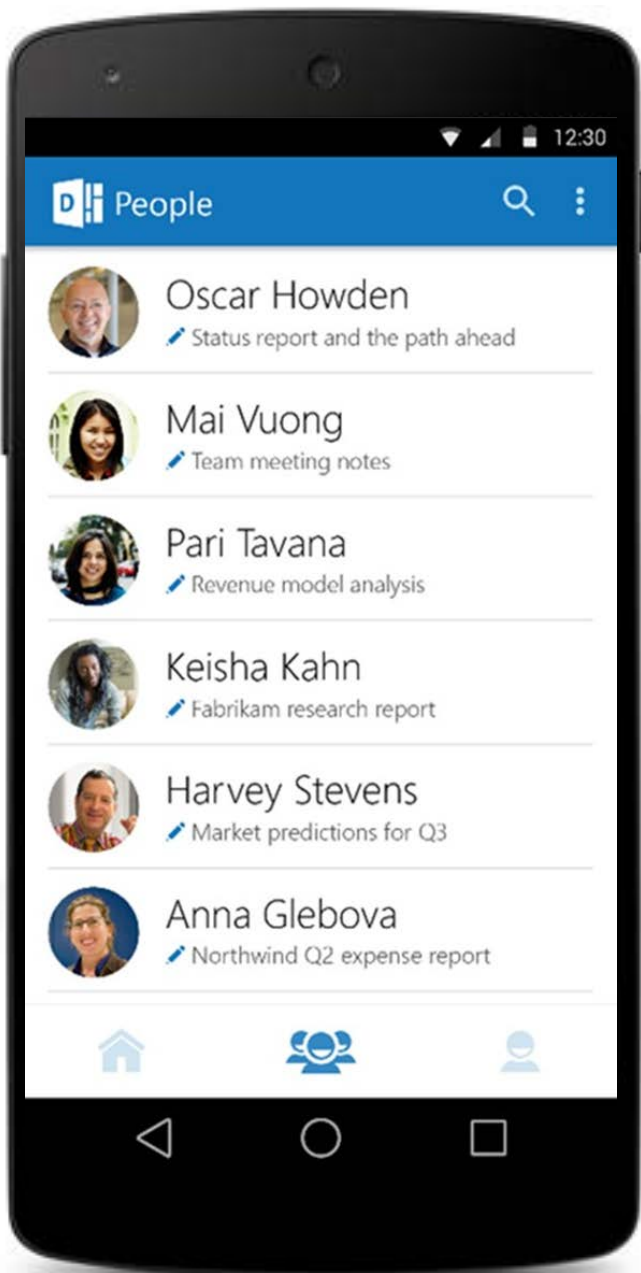 12:30
D People
Oscar Howden
Status report and the path ahead
Mai Vuong
Team meeting notes
Pari Tavana
Revenue model analysis
Keisha Kahn
Fabrikam research report
Harvey Stevens
Market predictions for Q3
Anna Glebova
Northwind Q2 expense report